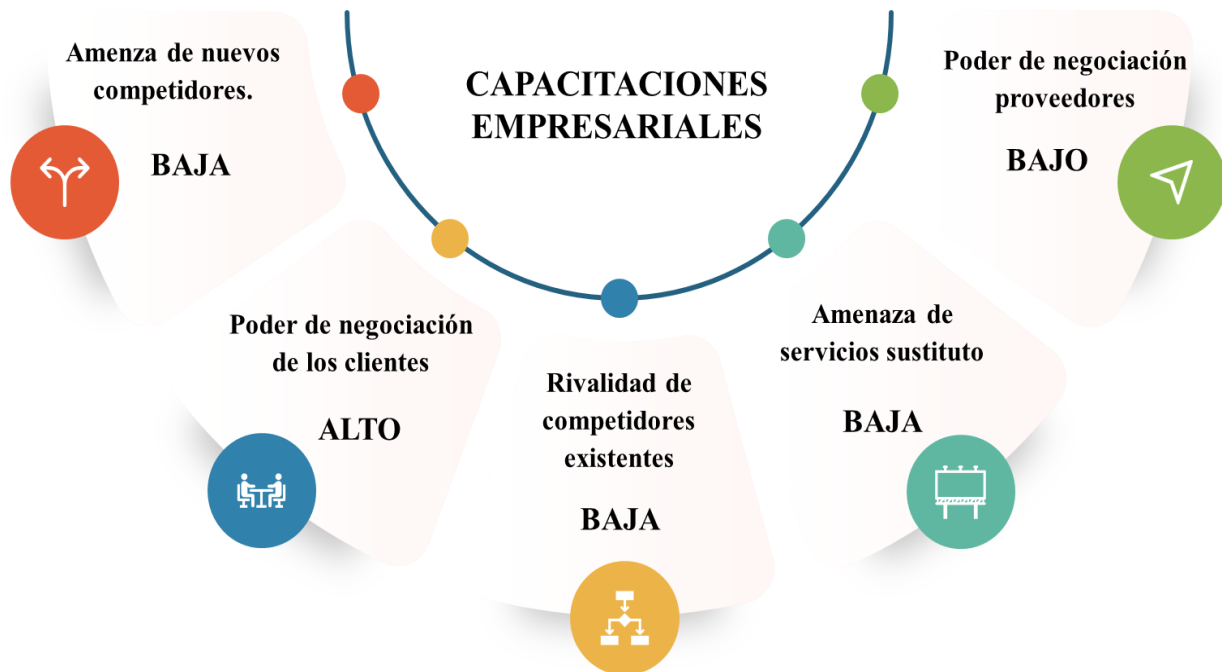 CAPACITACIONES
EMPRESARIALES
Amenza de nuevos
competidores.
BAJA
Poder de negociación
de los clientes
ALTO
Rivalidad de
competidores
existentes
BAJA
Amenaza de
servicios sustituto
BAJA
Poder de negociación
proveedores
BAJO